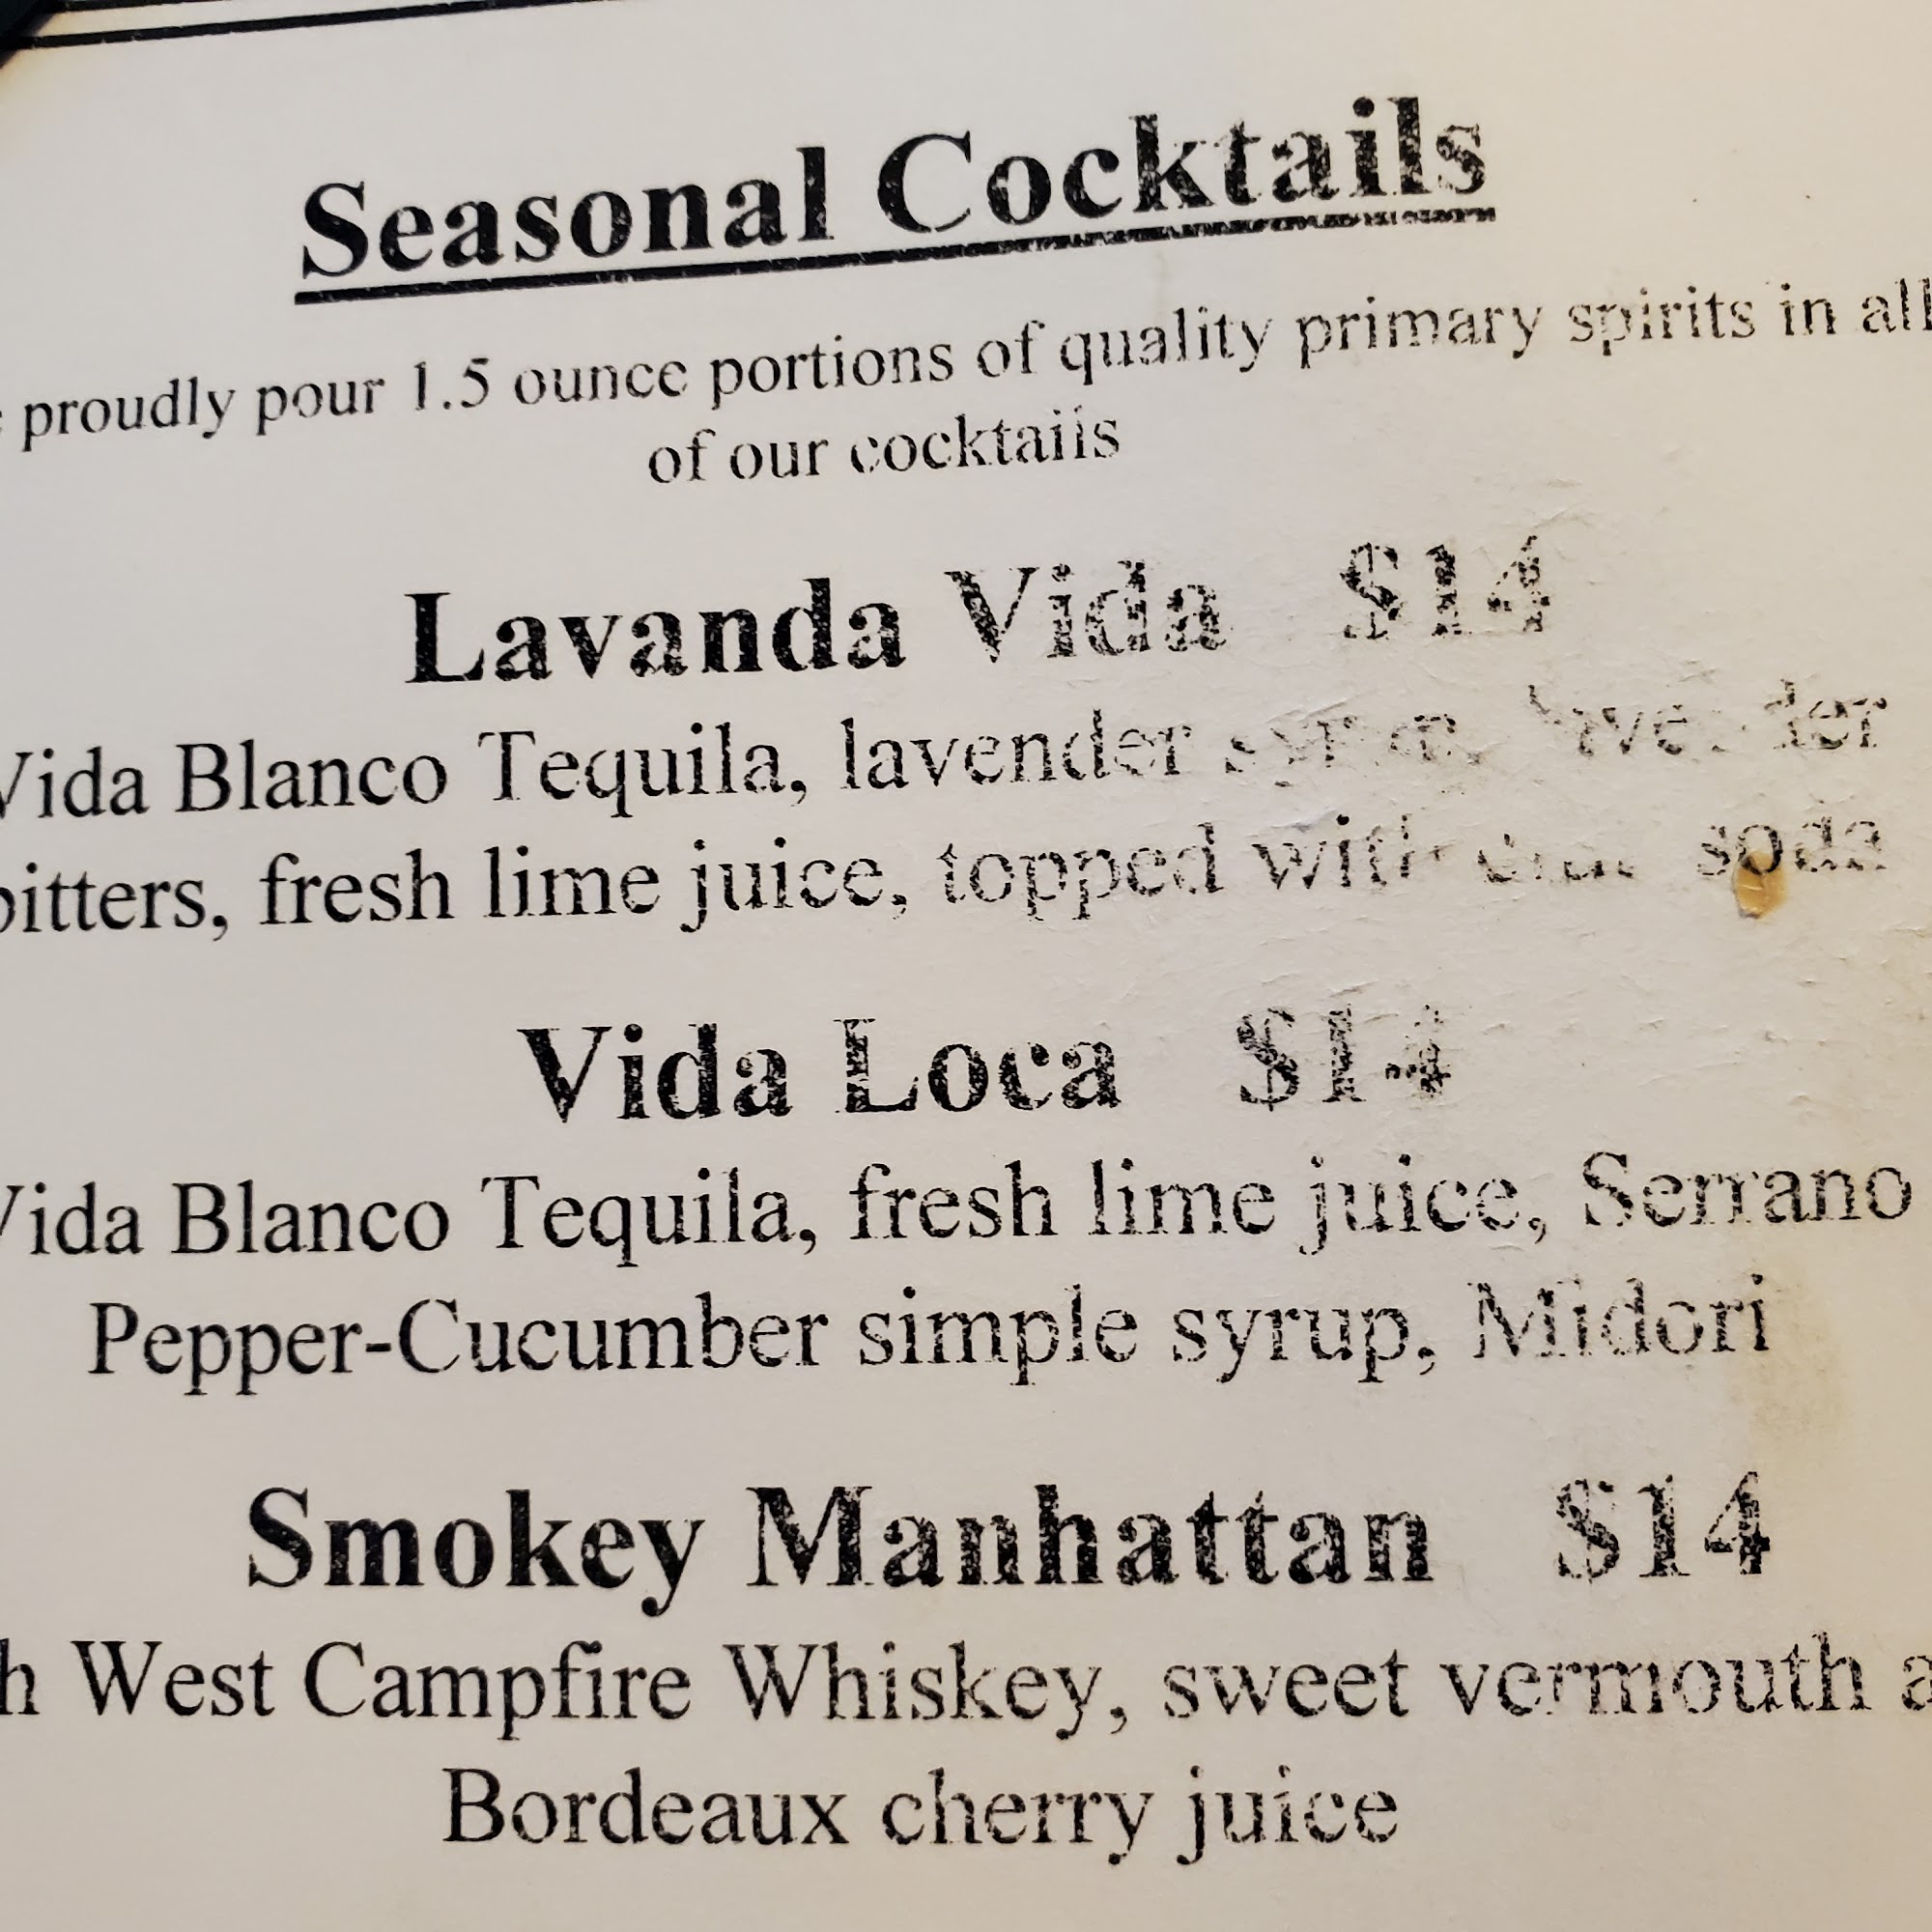 Seasonal Cocktails
proudly pour 1.5 ounce portions of quality primary spirits in all
of our cocktails
Lavanda Vida $14
Vida Blanco Tequila, lavender syrup, lavender
bitters, fresh lime juice, topped with soda
Vida Loca $14
Vida Blanco Tequila, fresh lime juice, Serrano
Pepper-Cucumber simple syrup, Midori
Smokey Manhattan $14
h West Campfire Whiskey, sweet vermouth a
Bordeaux cherry juice